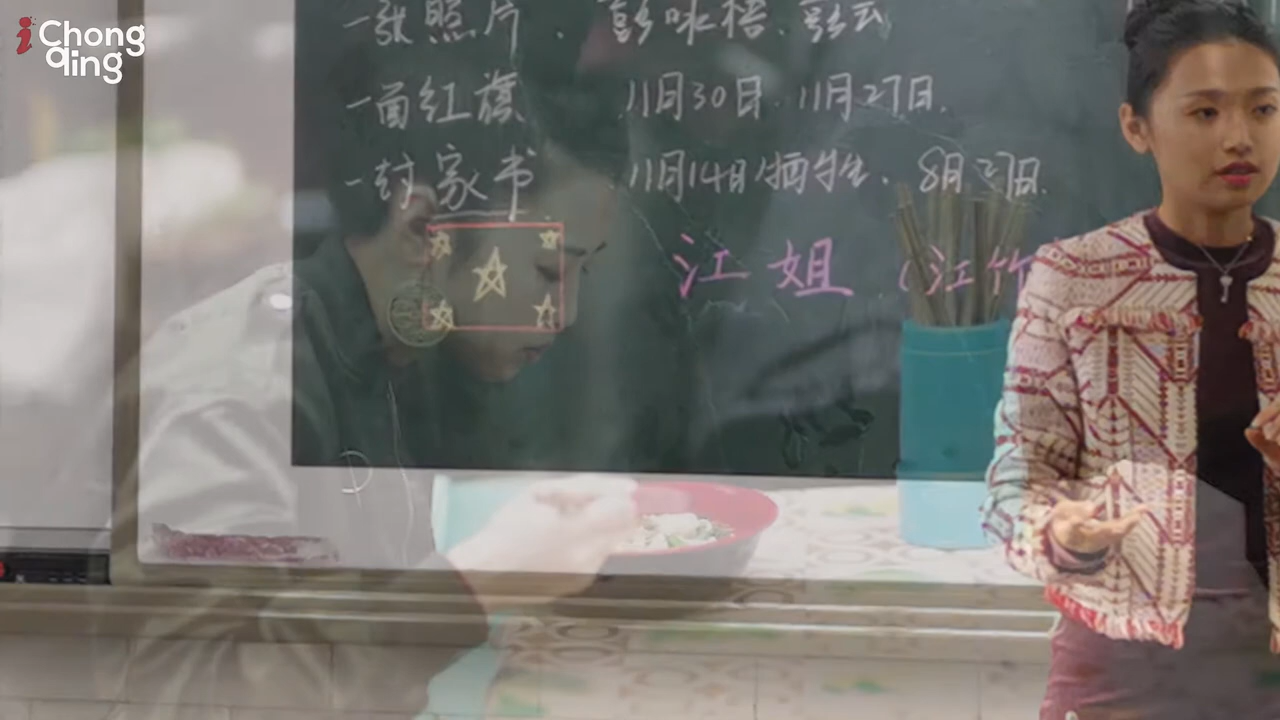 iChong
qing
一张照片. 彭咏梧、彭云
一面红旗 11月30日. 11月27日.
一封家书 11月14日牺牲. 8月27日.
江姐 (江竹